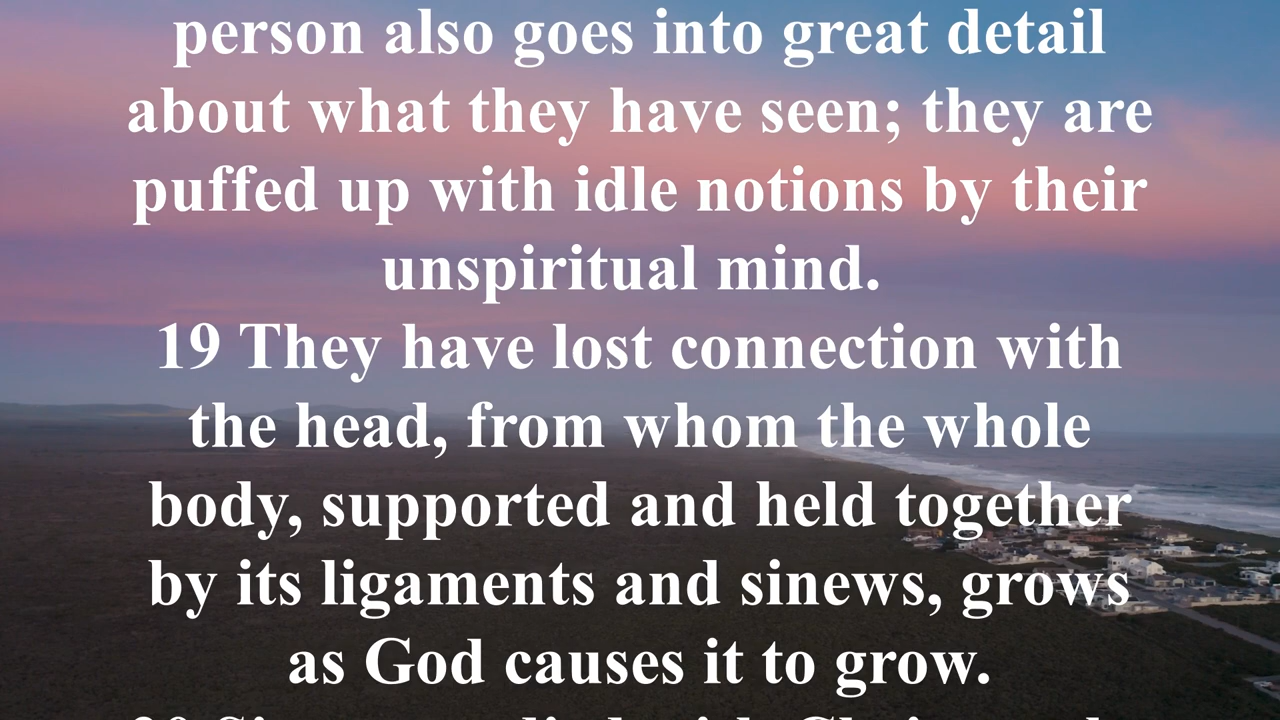 person also goes into great detail
about what they have seen; they are
puffed up with idle notions by their
unspiritual mind.
19 They have lost connection with
the head, from whom the whole
body, supported and held together
by its ligaments and sinews, grows
as God causes it to grow.